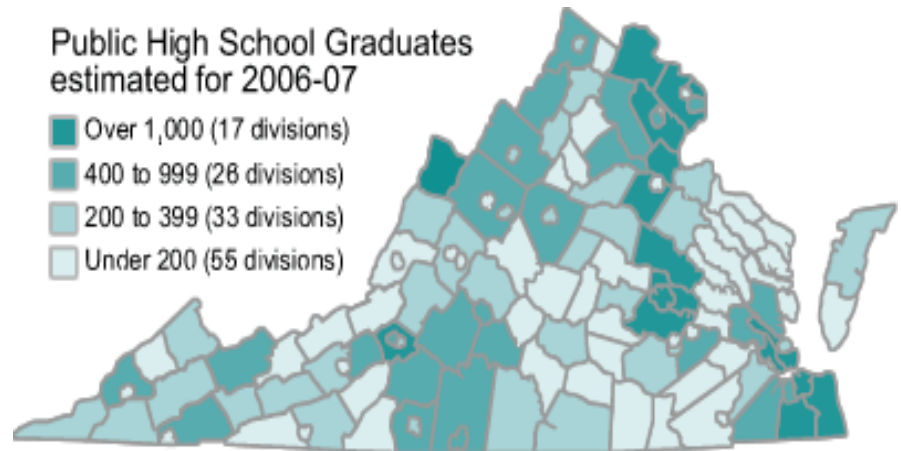 Public High School Graduates
estimated for 2006-07
Over 1,000 (17 divisions)
400 to 999 (26 divisions)
200 to 399 (33 divisions)
Under 200 (55 divisions)